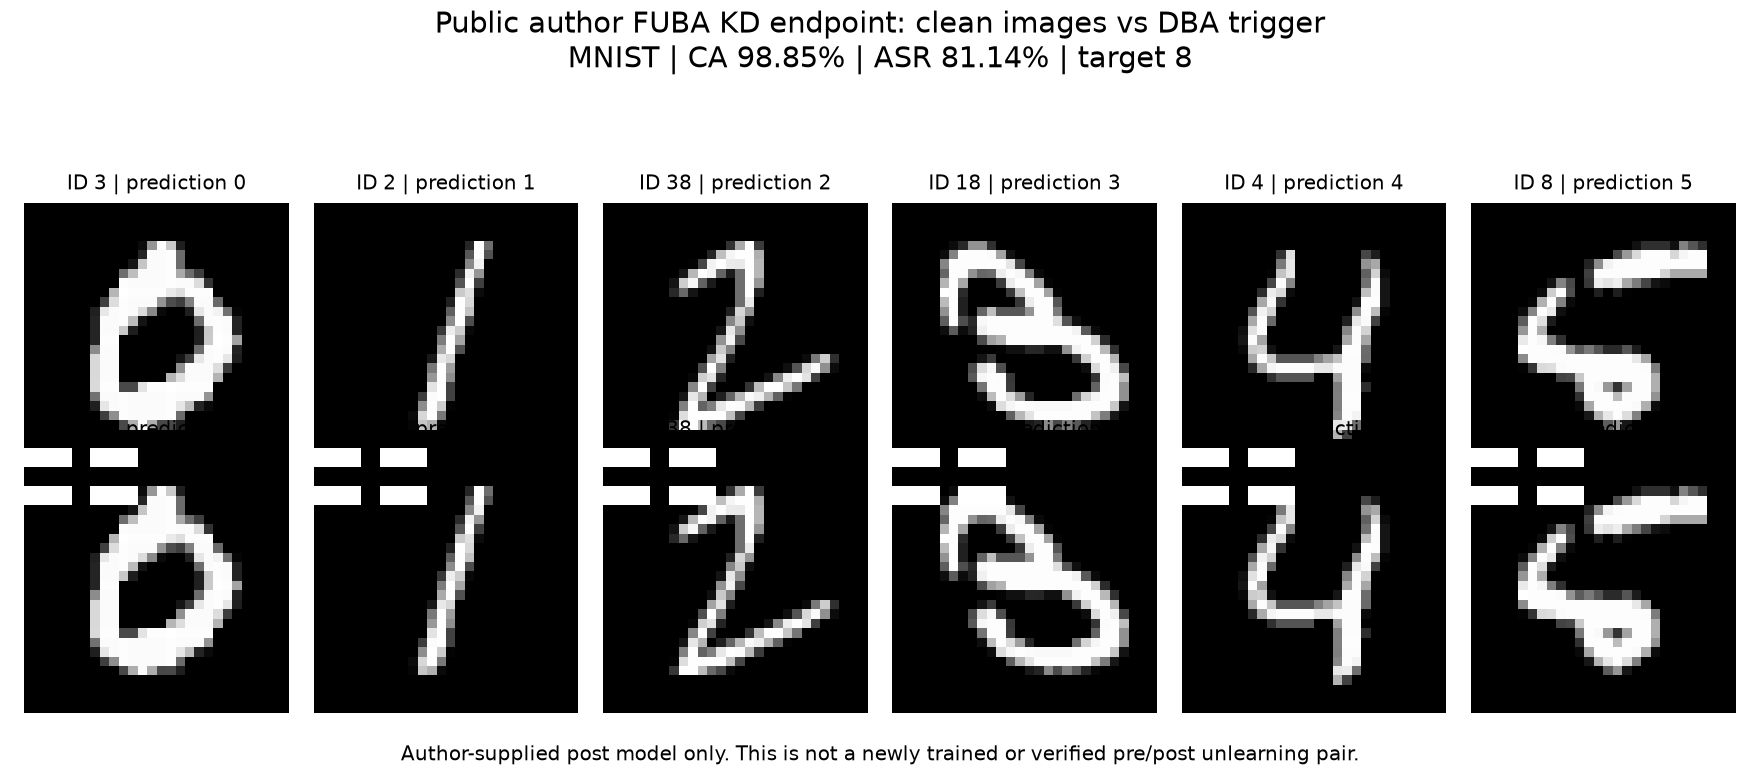 Public author FUBA KD endpoint: clean images vs DBA trigger
MNIST | CA 98.85% | ASR 81.14% | target 8
ID 3 | prediction 0
ID 2 | prediction 1
ID 38 | prediction 2
ID 18 | prediction 3
ID 4 | prediction 4
ID 8 | prediction 5
Author-supplied post model only. This is not a newly trained or verified pre/post unlearning pair.